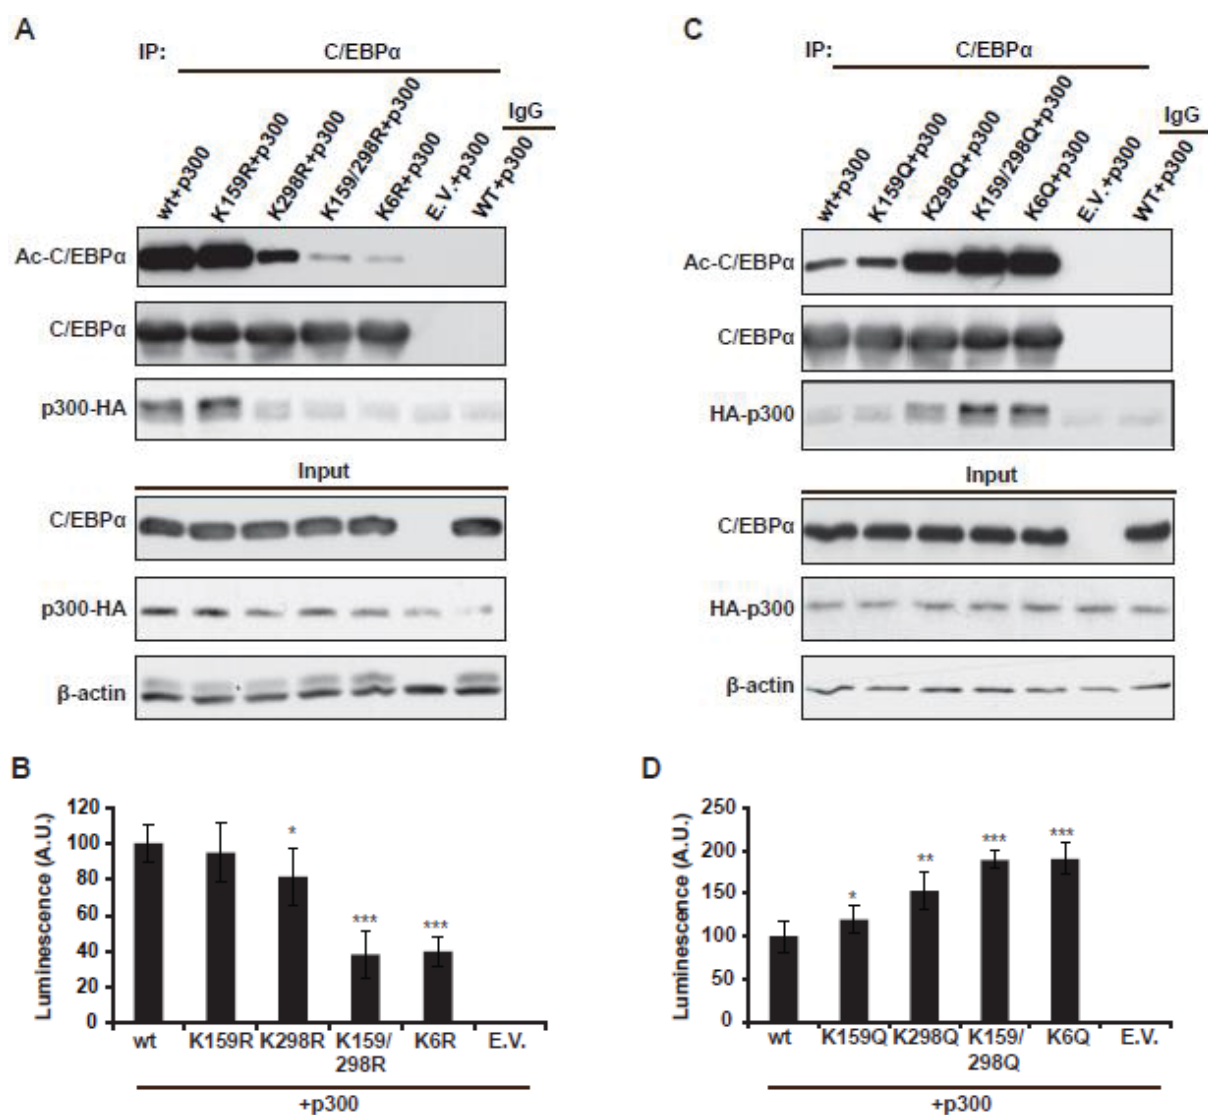 A
IP:
C/EBPα
IgG
wt+p300
K159R+p300
K298R+p300
K159/298R+p300
K6R+p300
E.V.+p300
WT+p300
Ac-C/EBPα
C/EBPα
p300-HA
Input
C/EBPα
p300-HA
β-actin
C
IP:
C/EBPα
IgG
wt+p300
K159Q+p300
K298Q+p300
K159/298Q+p300
K6Q+p300
E.V.+p300
WT+p300
Ac-C/EBPα
C/EBPα
HA-p300
Input
C/EBPα
HA-p300
β-actin
B
Luminescence (A.U.)
120
100
80
60
40
20
0
*
***
***
wt
K159R
K298R
K159/
298R
K6R
E.V.
+p300
D
Luminescence (A.U.)
250
200
150
100
50
0
*
**
***
***
wt
K159Q
K298Q
K159/
298Q
K6Q
E.V.
+p300